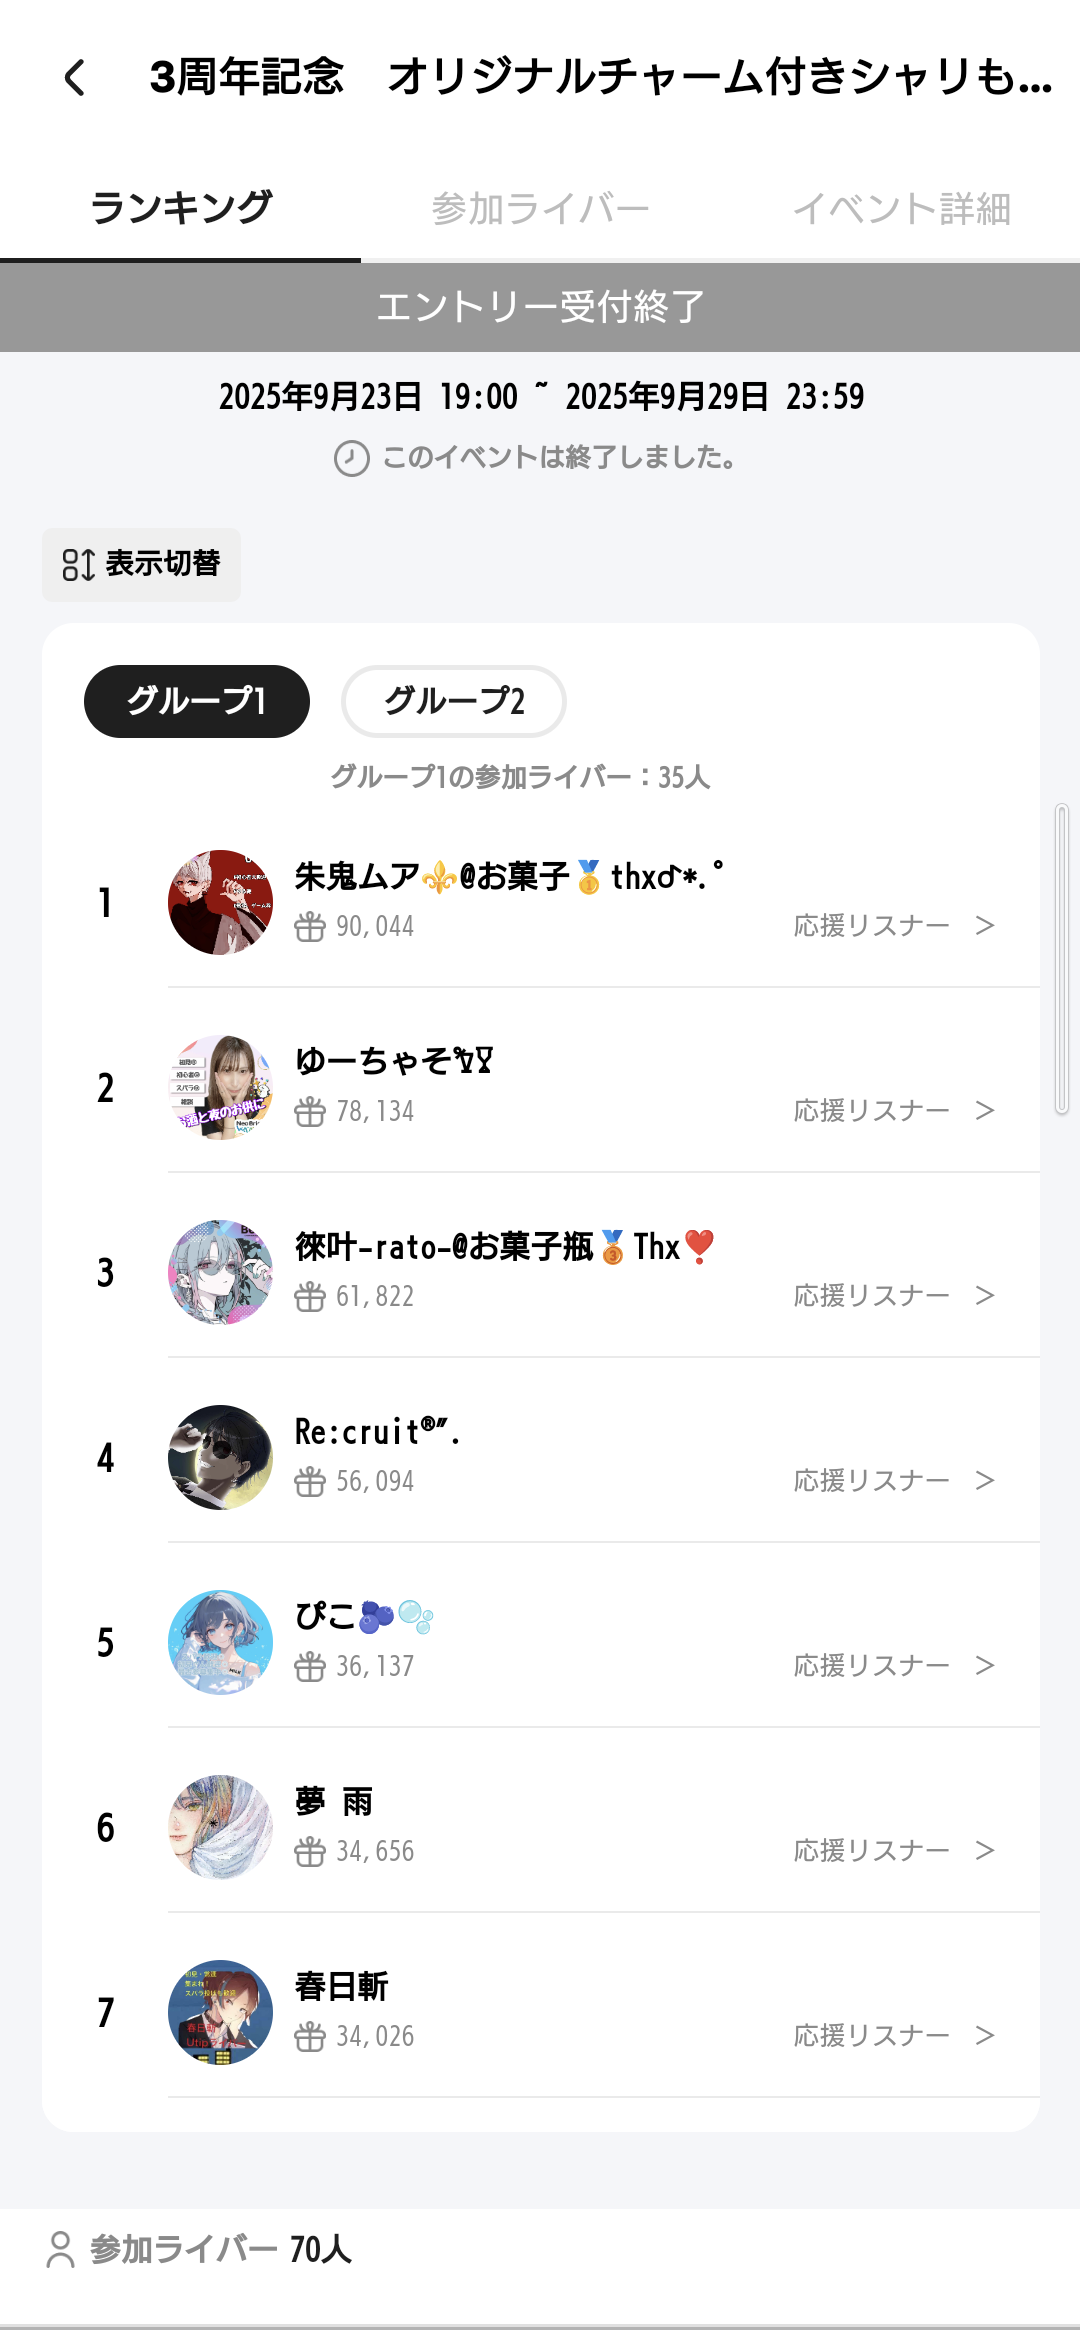 3周年記念　オリジナルチャーム付きシャリも...
ランキング
参加ライバー
イベント詳細
エントリー受付終了
2025年9月23日 19:00 ~ 2025年9月29日 23:59
このイベントは終了しました。
表示切替
グループ1
グループ2
グループ1の参加ライバー：35人
1
朱鬼ムア⚜️@お菓子🥇thx♂*.°
90,044
応援リスナー >
2
ゆーちゃそ
78,134
応援リスナー >
3
徠叶-rato-@お菓子瓶🥉Thx❣️
61,822
応援リスナー >
4
Re:cruit®〞.
56,094
応援リスナー >
5
ぴこ🫐🫧
36,137
応援リスナー >
6
夢 雨
34,656
応援リスナー >
7
春日斬
34,026
応援リスナー >
参加ライバー 70人